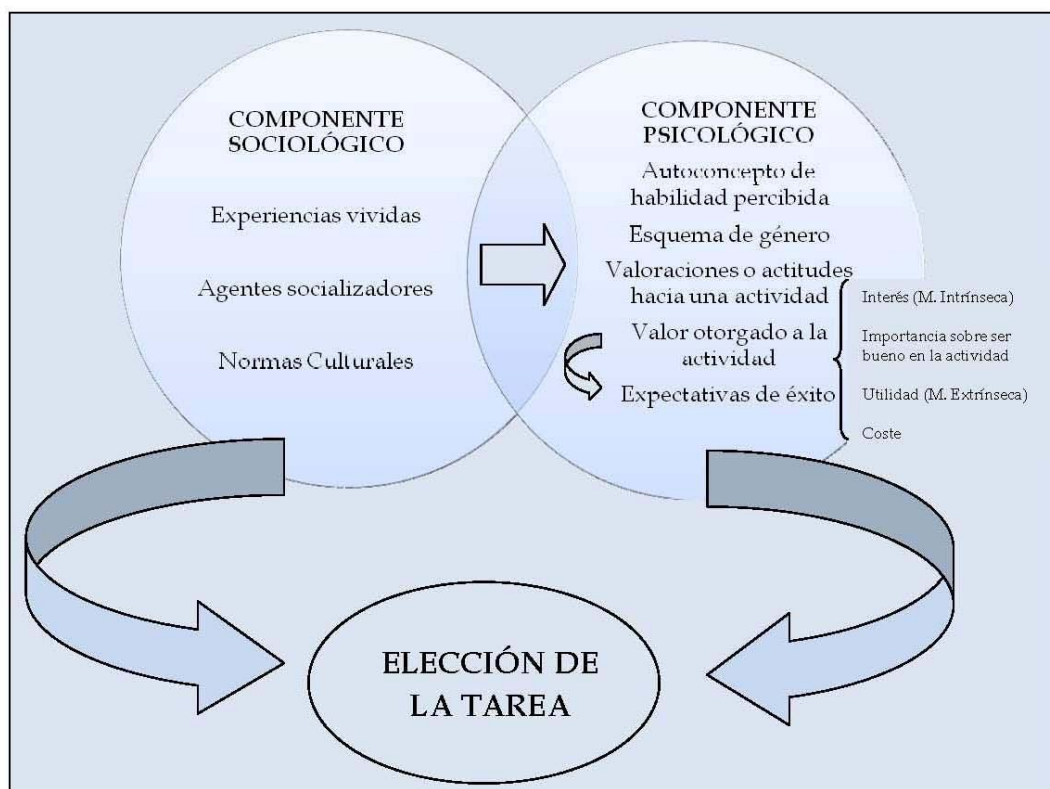 COMPONENTE
SOCIOLÓGICO
Experiencias vividas
Agentes socializadores
Normas Culturales
COMPONENTE
PSICOLÓGICO
Autoconcepto de
habilidad percibida
Esquema de género
Valoraciones o actitudes
hacia una actividad
Valor otorgado a la
actividad
Expectativas de éxito
Interés (M. Intrínseca)
Importancia sobre ser
bueno en la actividad
Utilidad (M. Extrínseca)
Coste
ELECCIÓN DE
LA TAREA